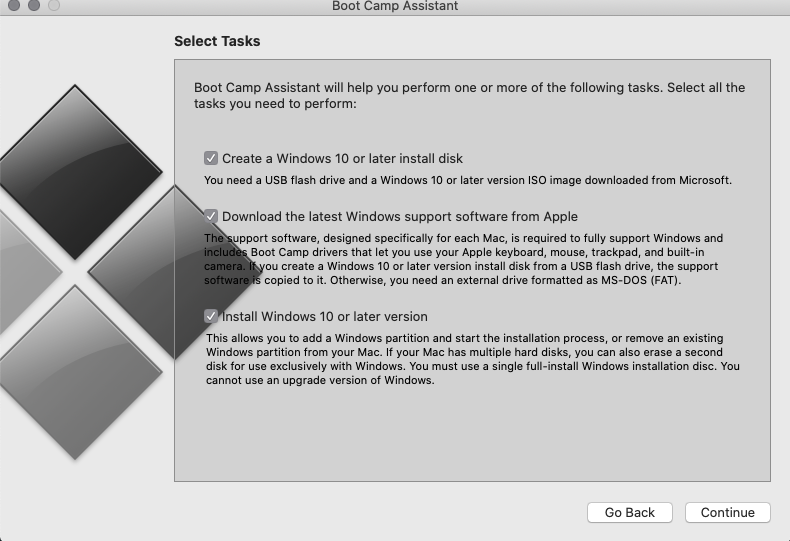 Boot Camp Assistant
Select Tasks
Boot Camp Assistant will help you perform one or more of the following tasks. Select all the
tasks you need to perform:
Create a Windows 10 or later install disk
You need a USB flash drive and a Windows 10 or later version ISO image downloaded from Microsoft.
Download the latest Windows support software from Apple
The support software, designed specifically for each Mac, is required to fully support Windows and
includes Boot Camp drivers that let you use your Apple keyboard, mouse, trackpad, and built-in
camera. If you create a Windows 10 or later version install disk from a USB flash drive, the support
software is copied to it. Otherwise, you need an external drive formatted as MS-DOS (FAT).
Install Windows 10 or later version
This allows you to add a Windows partition and start the installation process, or remove an existing
Windows partition from your Mac. If your Mac has multiple hard disks, you can also erase a second
disk for use exclusively with Windows. You must use a single full-install Windows installation disc. You
cannot use an upgrade version of Windows.
Go Back
Continue